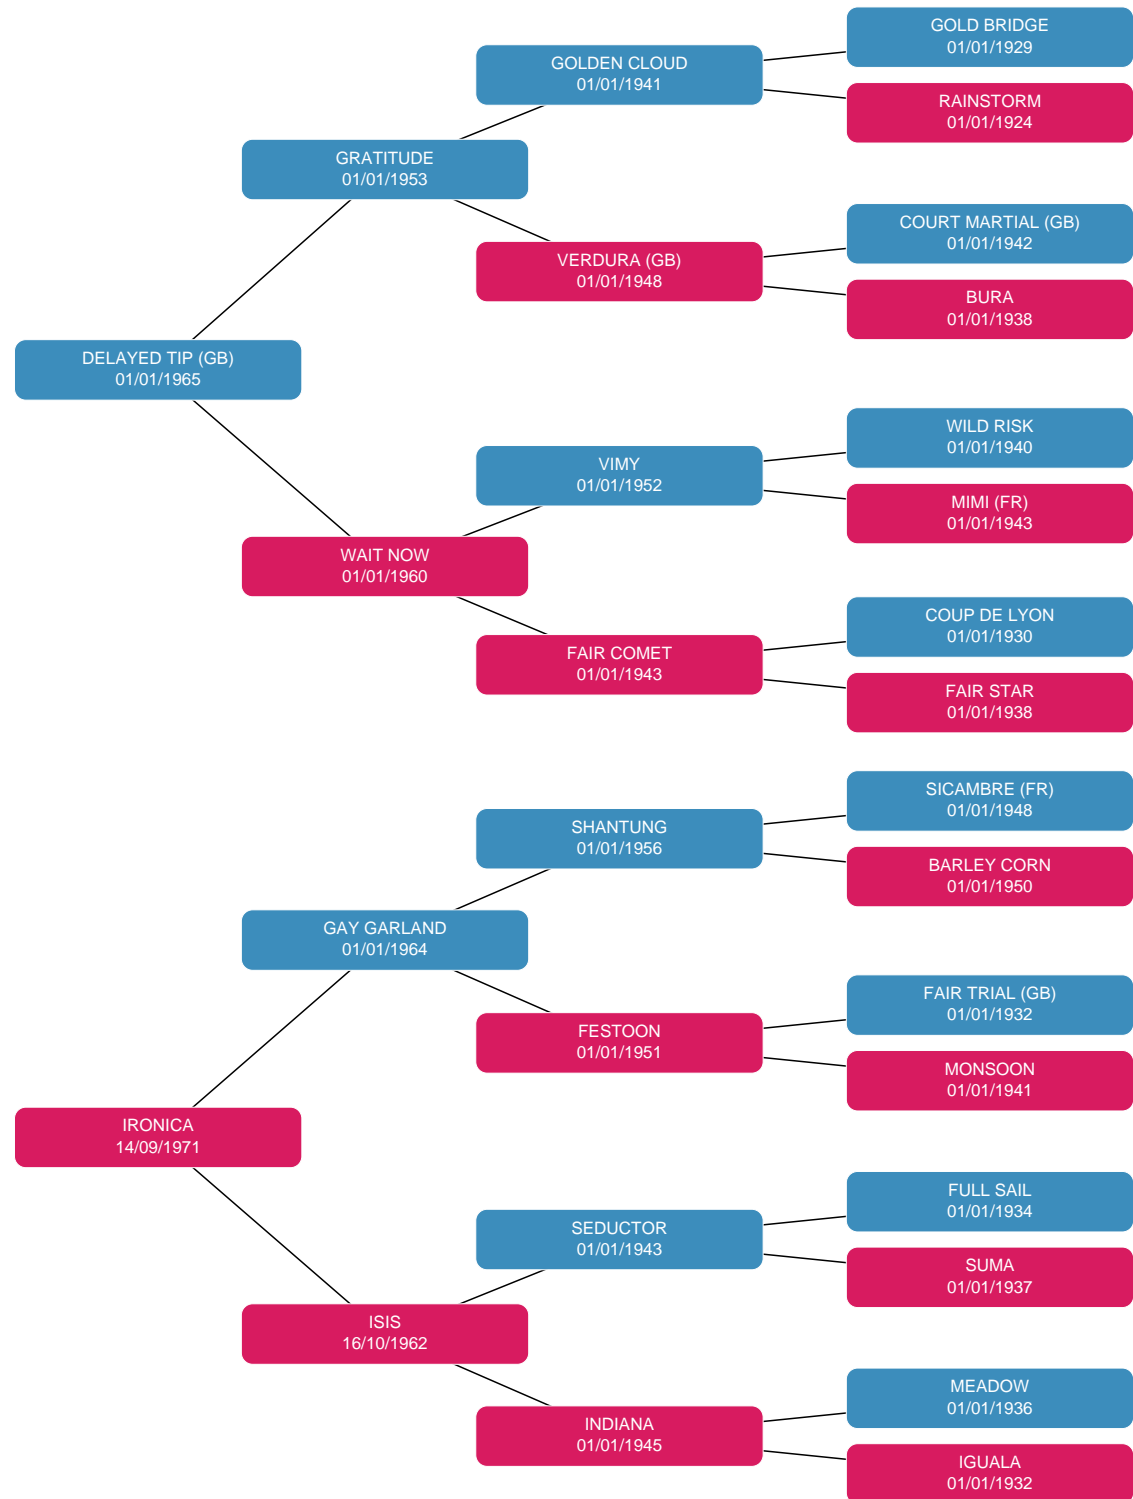 GOLD BRIDGE
01/01/1929
GOLDEN CLOUD
01/01/1941
RAINSTORM
01/01/1924
GRATITUDE
01/01/1953
COURT MARTIAL (GB)
01/01/1942
VERDURA (GB)
01/01/1948
BURA
01/01/1938
DELAYED TIP (GB)
01/01/1965
WILD RISK
01/01/1940
VIMY
01/01/1952
MIMI (FR)
01/01/1943
WAIT NOW
01/01/1960
COUP DE LYON
01/01/1930
FAIR COMET
01/01/1943
FAIR STAR
01/01/1938
SICAMBRE (FR)
01/01/1948
SHANTUNG
01/01/1956
BARLEY CORN
01/01/1950
GAY GARLAND
01/01/1964
FAIR TRIAL (GB)
01/01/1932
FESTOON
01/01/1951
MONSOON
01/01/1941
IRONICA
14/09/1971
FULL SAIL
01/01/1934
SEDUCTOR
01/01/1943
SUMA
01/01/1937
ISIS
16/10/1962
MEADOW
01/01/1936
INDIANA
01/01/1945
IGUALA
01/01/1932